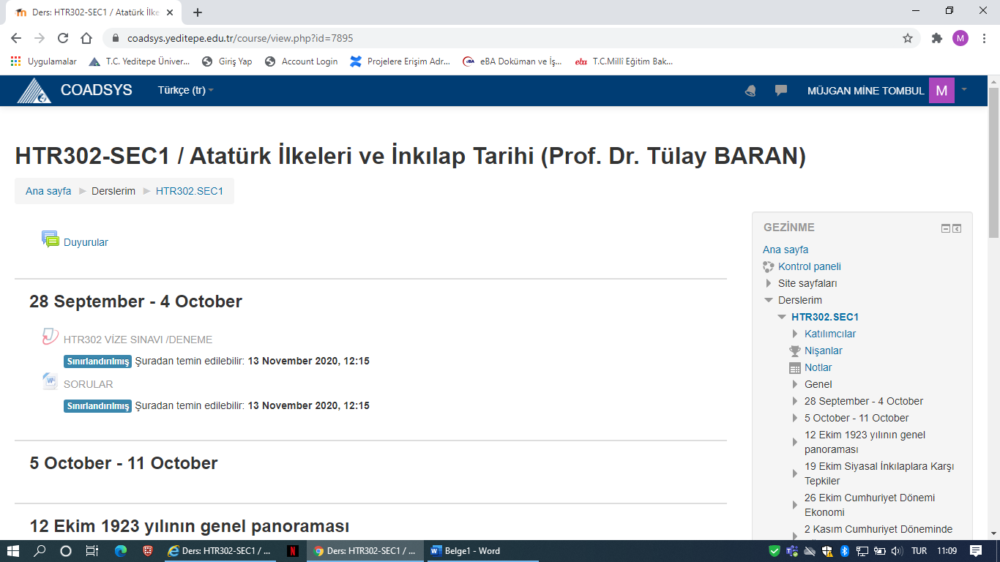 Ders: HTR302-SEC1 / Atatürk İlke
coadsys.yeditepe.edu.tr/course/view.php?id=7895
M
Uygulamalar
T.C. Yeditepe Üniver...
Giriş Yap
Account Login
Projelere Erişim Adr...
eBA Doküman ve İş...
T.C.Millî Eğitim Bak...
COADSYS
Türkçe (tr)
MÜJGAN MİNE TOMBUL
M
HTR302-SEC1 / Atatürk İlkeleri ve İnkılap Tarihi (Prof. Dr. Tülay BARAN)
Ana sayfa
Derslerim
HTR302.SEC1
Duyurular
28 September - 4 October
HTR302 VİZE SINAVI /DENEME
Sınırlandırılmış Şuradan temin edilebilir: 13 November 2020, 12:15
SORULAR
Sınırlandırılmış Şuradan temin edilebilir: 13 November 2020, 12:15
5 October - 11 October
12 Ekim 1923 yılının genel panoraması
GEZİNME
Ana sayfa
Kontrol paneli
Site sayfaları
Derslerim
HTR302.SEC1
Katılımcılar
Nişanlar
Notlar
Genel
28 September - 4 October
5 October - 11 October
12 Ekim 1923 yılının genel
panoraması
19 Ekim Siyasal İnkılaplara Karşı
Tepkiler
26 Ekim Cumhuriyet Dönemi
Ekonomi
2 Kasım Cumhuriyet Döneminde
Ders: HTR302-SEC1 / ...
Ders: HTR302-SEC1 / ...
Belge1 - Word
TUR
11:09